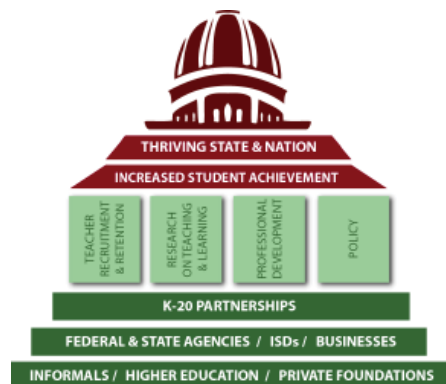 THRIVING STATE & NATION
INCREASED STUDENT ACHIEVEMENT
TEACHER
RECRUITMENT
& RETENTION
RESEARCH
ON TEACHING
& LEARNING
PROFESSIONAL
DEVELOPMENT
POLICY
K-20 PARTNERSHIPS
FEDERAL & STATE AGENCIES / ISDs / BUSINESSES
INFORMALS / HIGHER EDUCATION / PRIVATE FOUNDATIONS